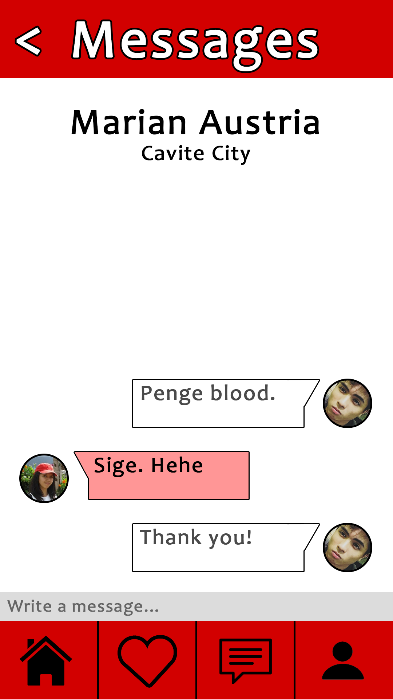 < Messages
Marian Austria
Cavite City
Penge blood.
Sige. Hehe
Thank you!
Write a message...